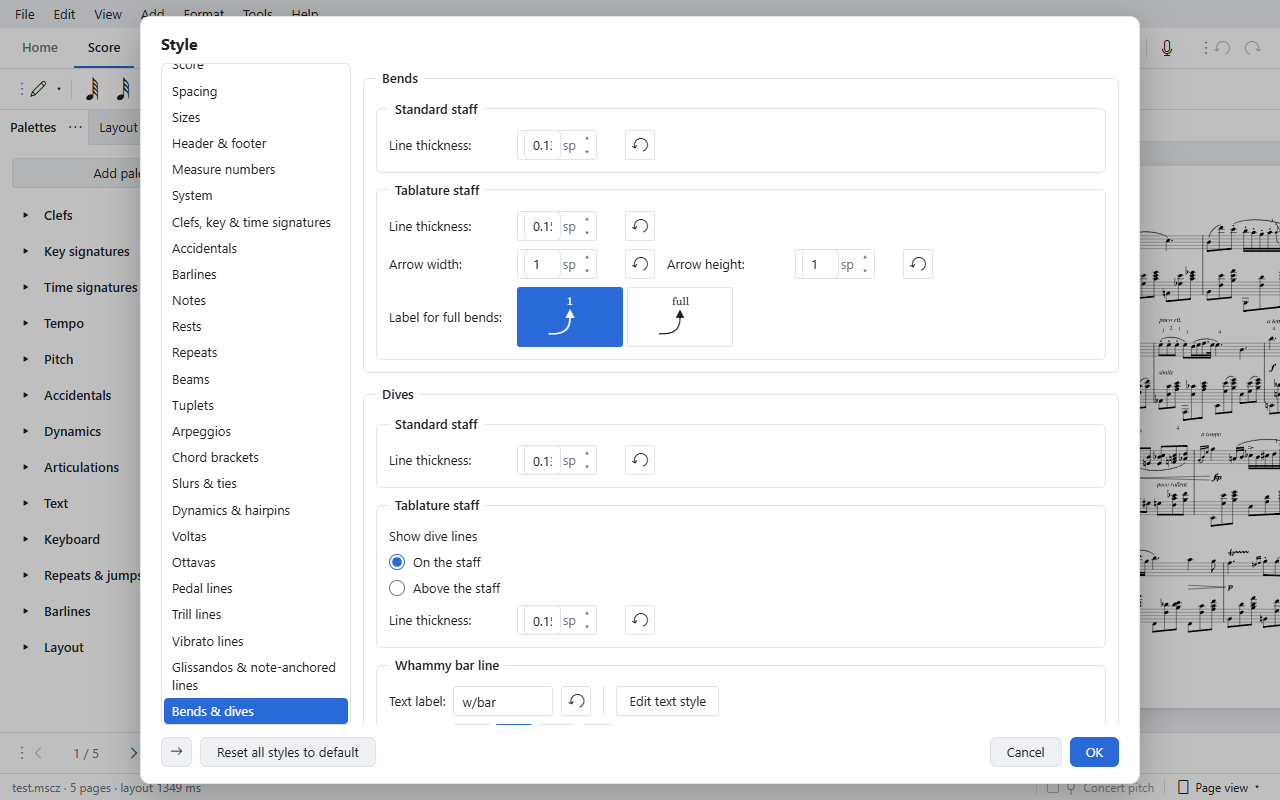 File Edit View Add Format Tools Help
Style
Home Score
Score
Spacing
Sizes
Header & footer
Measure numbers
System
Clefs, key & time signatures
Accidentals
Barlines
Notes
Rests
Repeats
Beams
Tuplets
Arpeggios
Chord brackets
Slurs & ties
Dynamics & hairpins
Voltas
Ottavas
Pedal lines
Trill lines
Vibrato lines
Glissandos & note-anchored
lines
Bends & dives
Bends
Standard staff
Line thickness: sp
Tablature staff
Line thickness: sp
Arrow width: 1 sp Arrow height: 1 sp
Label for full bends: 1 full
Dives
Standard staff
Line thickness: sp
Tablature staff
Show dive lines
On the staff
Above the staff
Line thickness: sp
Whammy bar line
Text label: w/bar Edit text style
Reset all styles to default Cancel OK
Palettes Layout
Clefs
Key signatures
Time signatures
Tempo
Pitch
Accidentals
Dynamics
Articulations
Text
Keyboard
Repeats & jumps
Barlines
Layout
paco rit.
simile
a tempo
poco rallent.
1 / 5
test.mscz · 5 pages · layout 1349 ms
Concert pitch Page view